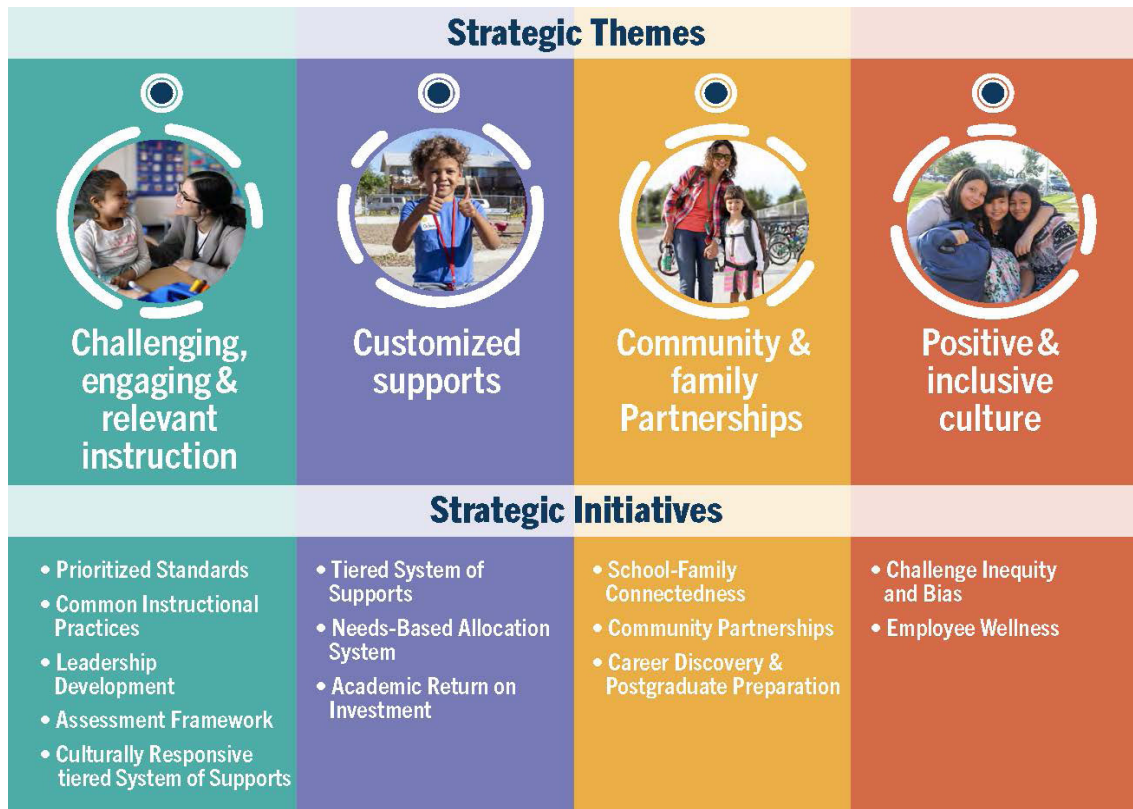 Strategic Themes
Challenging,
engaging &
relevant
instruction
Customized
supports
Community &
family
Partnerships
Positive &
inclusive
culture
Strategic Initiatives
• Prioritized Standards
• Common Instructional
Practices
• Leadership
Development
• Assessment Framework
• Culturally Responsive
tiered System of Supports
• Tiered System of
Supports
• Needs-Based Allocation
System
• Academic Return on
Investment
• School-Family
Connectedness
• Community Partnerships
• Career Discovery &
Postgraduate Preparation
• Challenge Inequity
and Bias
• Employee Wellness